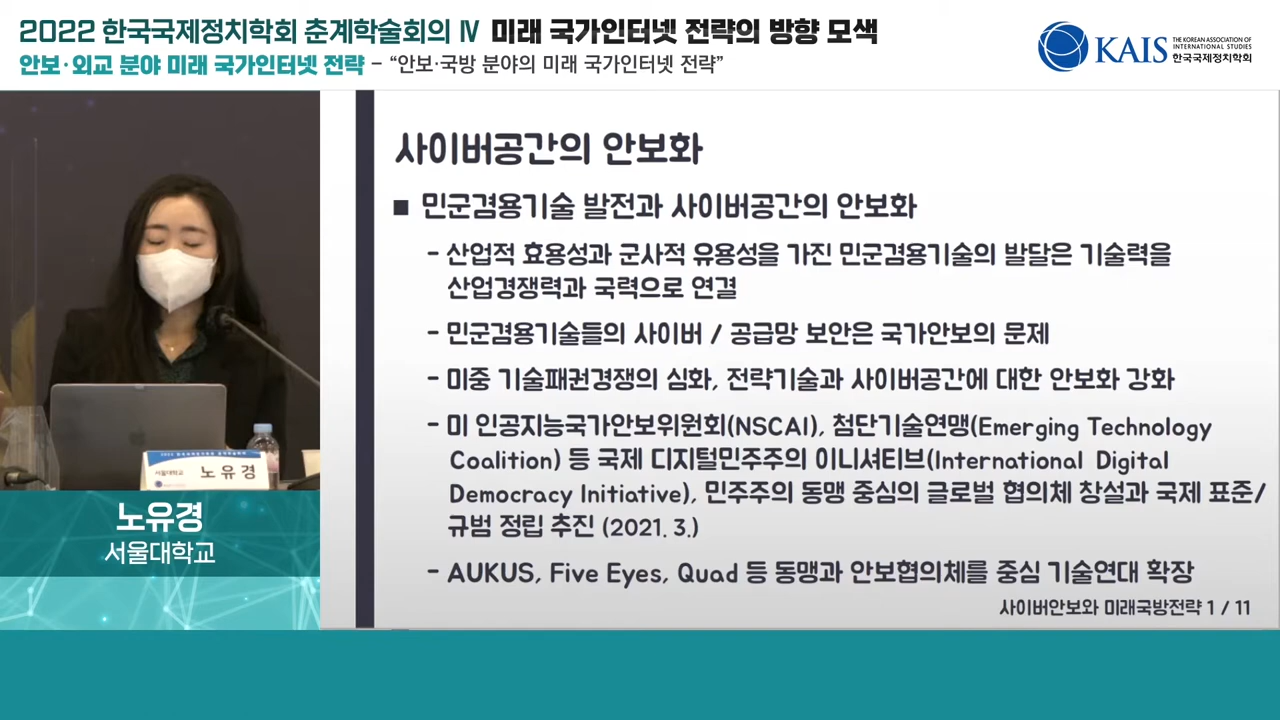 2022 한국국제정치학회 춘계학술회의 Ⅳ 미래 국가인터넷 전략의 방향 모색
안보·외교 분야 미래 국가인터넷 전략 – “안보·국방 분야의 미래 국가인터넷 전략”
KAIS
THE KOREAN ASSOCIATION OF
INTERNATIONAL STUDIES
한국국제정치학회
사이버공간의 안보화
■ 민군겸용기술 발전과 사이버공간의 안보화
- 산업적 효용성과 군사적 유용성을 가진 민군겸용기술의 발달은 기술력을
산업경쟁력과 국력으로 연결
- 민군겸용기술들의 사이버 / 공급망 보안은 국가안보의 문제
- 미중 기술패권경쟁의 심화, 전략기술과 사이버공간에 대한 안보화 강화
- 미 인공지능국가안보위원회(NSCAI), 첨단기술연맹(Emerging Technology
Coalition) 등 국제 디지털민주주의 이니셔티브(International Digital
Democracy Initiative), 민주주의 동맹 중심의 글로벌 협의체 창설과 국제 표준/
규범 정립 추진 (2021. 3.)
- AUKUS, Five Eyes, Quad 등 동맹과 안보협의체를 중심 기술연대 확장
사이버안보와 미래국방전략 1 / 11
서울대학교 노유경
노유경
서울대학교